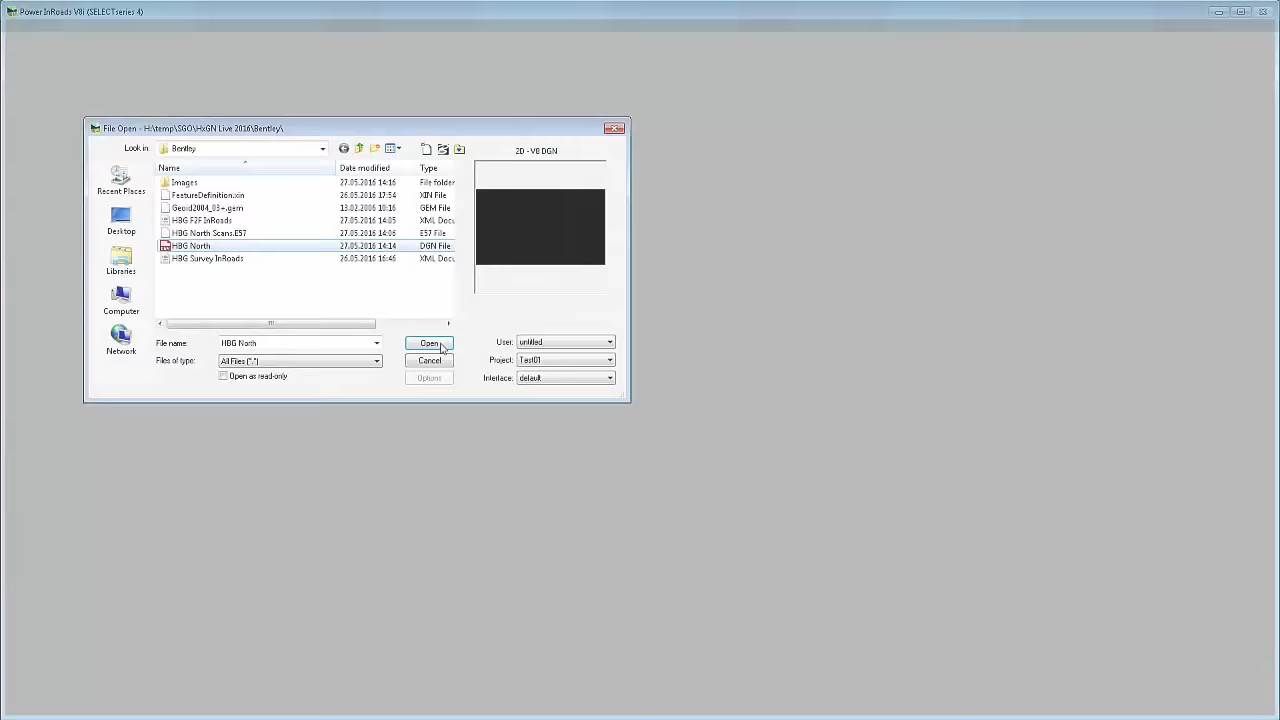 Power InRoads V8i (SELECTseries 4)
File Open - H:\temp\SGO\HxGN Live 2016\Bentley\
Look in: Bentley
2D - V8 DGN
Name Date modified Type
Recent Places
Desktop
Libraries
Computer
Network
Images 27.05.2016 14:16 File folder
FeatureDefinition.xin 26.05.2016 17:54 XIN File
Geoid2004_03+.gem 13.02.2006 10:16 GEM File
HBG F2F InRoads 27.05.2016 14:05 XML Docu
HBG North Scans.E57 27.05.2016 14:06 E57 File
HBG North 27.05.2016 14:14 DGN File
HBG Survey InRoads 26.05.2016 16:46 XML Docu
File name: HBG North Open
Files of type: All Files (*.*) Cancel
Open as read-only Options
User: untitled
Project: Test01
Interface: default